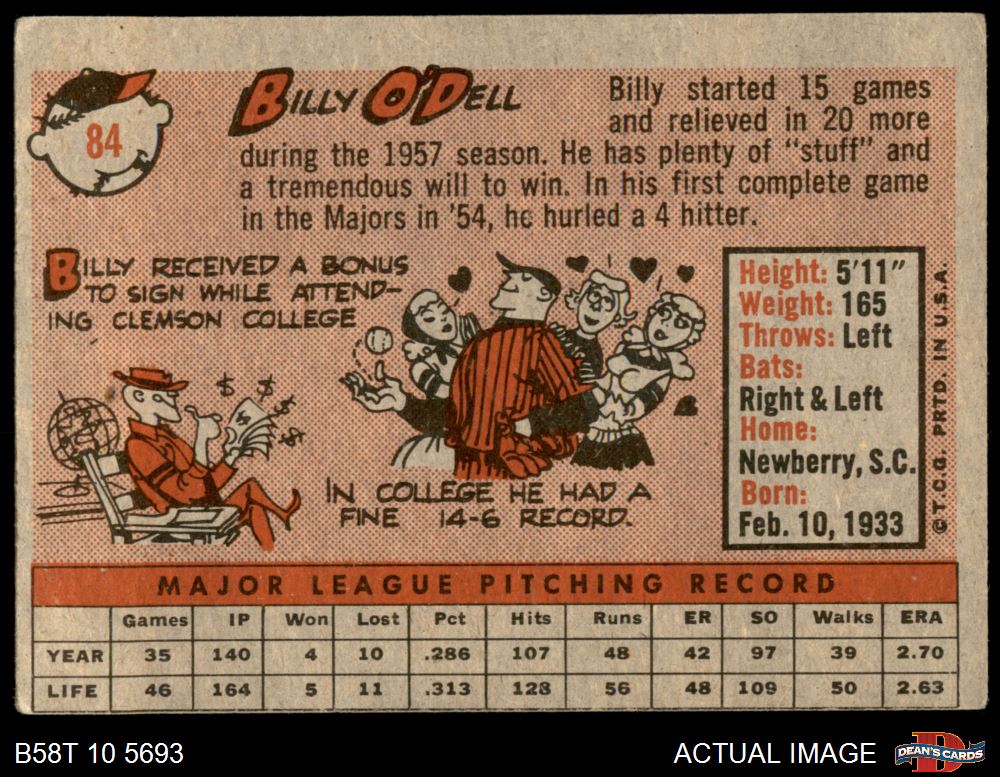 84
BILLY O'DELL
Billy started 15 games
and relieved in 20 more
during the 1957 season. He has plenty of "stuff" and
a tremendous will to win. In his first complete game
in the Majors in '54, he hurled a 4 hitter.
BILLY RECEIVED A BONUS
TO SIGN WHILE ATTEND-
ING CLEMSON COLLEGE
$ $ $ $
IN COLLEGE HE HAD A
FINE 14-6 RECORD.
Height: 5'11"
Weight: 165
Throws: Left
Bats:
Right & Left
Home:
Newberry, S.C.
Born:
Feb. 10, 1933
© T.C.G. PRTD. IN U.S.A.
MAJOR LEAGUE PITCHING RECORD
Games IP Won Lost Pct Hits Runs ER SO Walks ERA
YEAR 35 140 4 10 .286 107 48 42 97 39 2.70
LIFE 46 164 5 11 .313 128 56 48 109 50 2.63
B58T 10 5693
ACTUAL IMAGE
D
DEAN'S CARDS